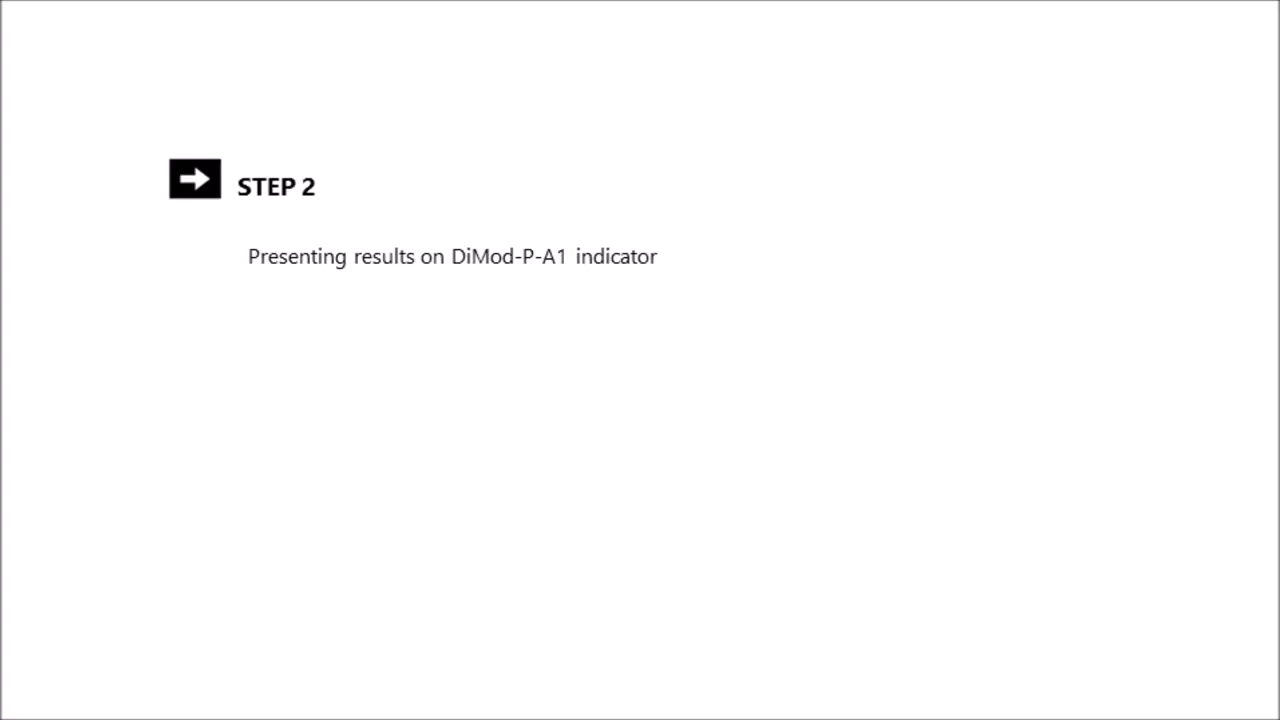 STEP 2
Presenting results on DiMod-P-A1 indicator